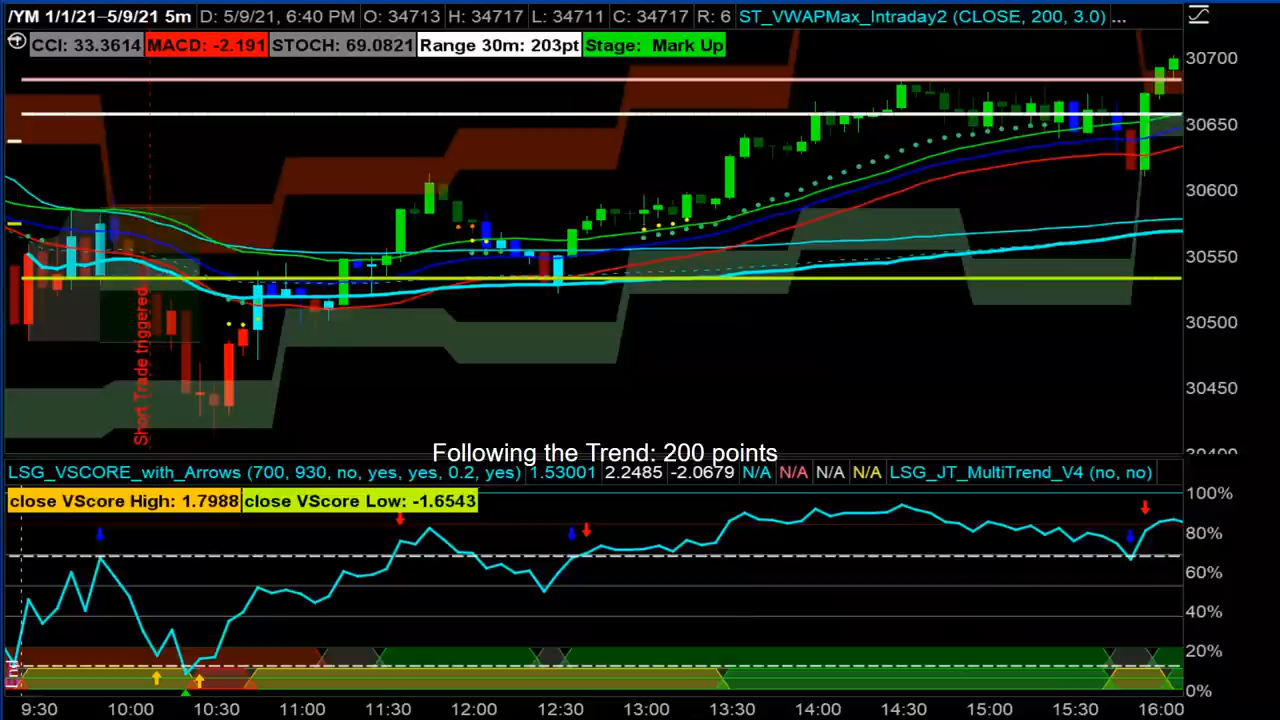 /YM 1/1/21–5/9/21 5m D: 5/9/21, 6:40 PM O: 34713 H: 34717 L: 34711 C: 34717 R: 6 ST_VWAPMax_Intraday2 (CLOSE, 200, 3.0) ...
CCI: 33.3614 MACD: -2.191 STOCH: 69.0821 Range 30m: 203pt Stage: Mark Up
30700
30650
30600
30550
30500
30450
30400
Short Trade triggered
Following the Trend: 200 points
LSG_VSCORE_with_Arrows (700, 930, no, yes, yes, 0.2, yes) 1.53001 2.2485 -2.0679 N/A N/A N/A N/A LSG_JT_MultiTrend_V4 (no, no)
close VScore High: 1.7988 close VScore Low: -1.6543
100%
80%
60%
40%
20%
0%
End
9:30 10:00 10:30 11:00 11:30 12:00 12:30 13:00 13:30 14:00 14:30 15:00 15:30 16:00